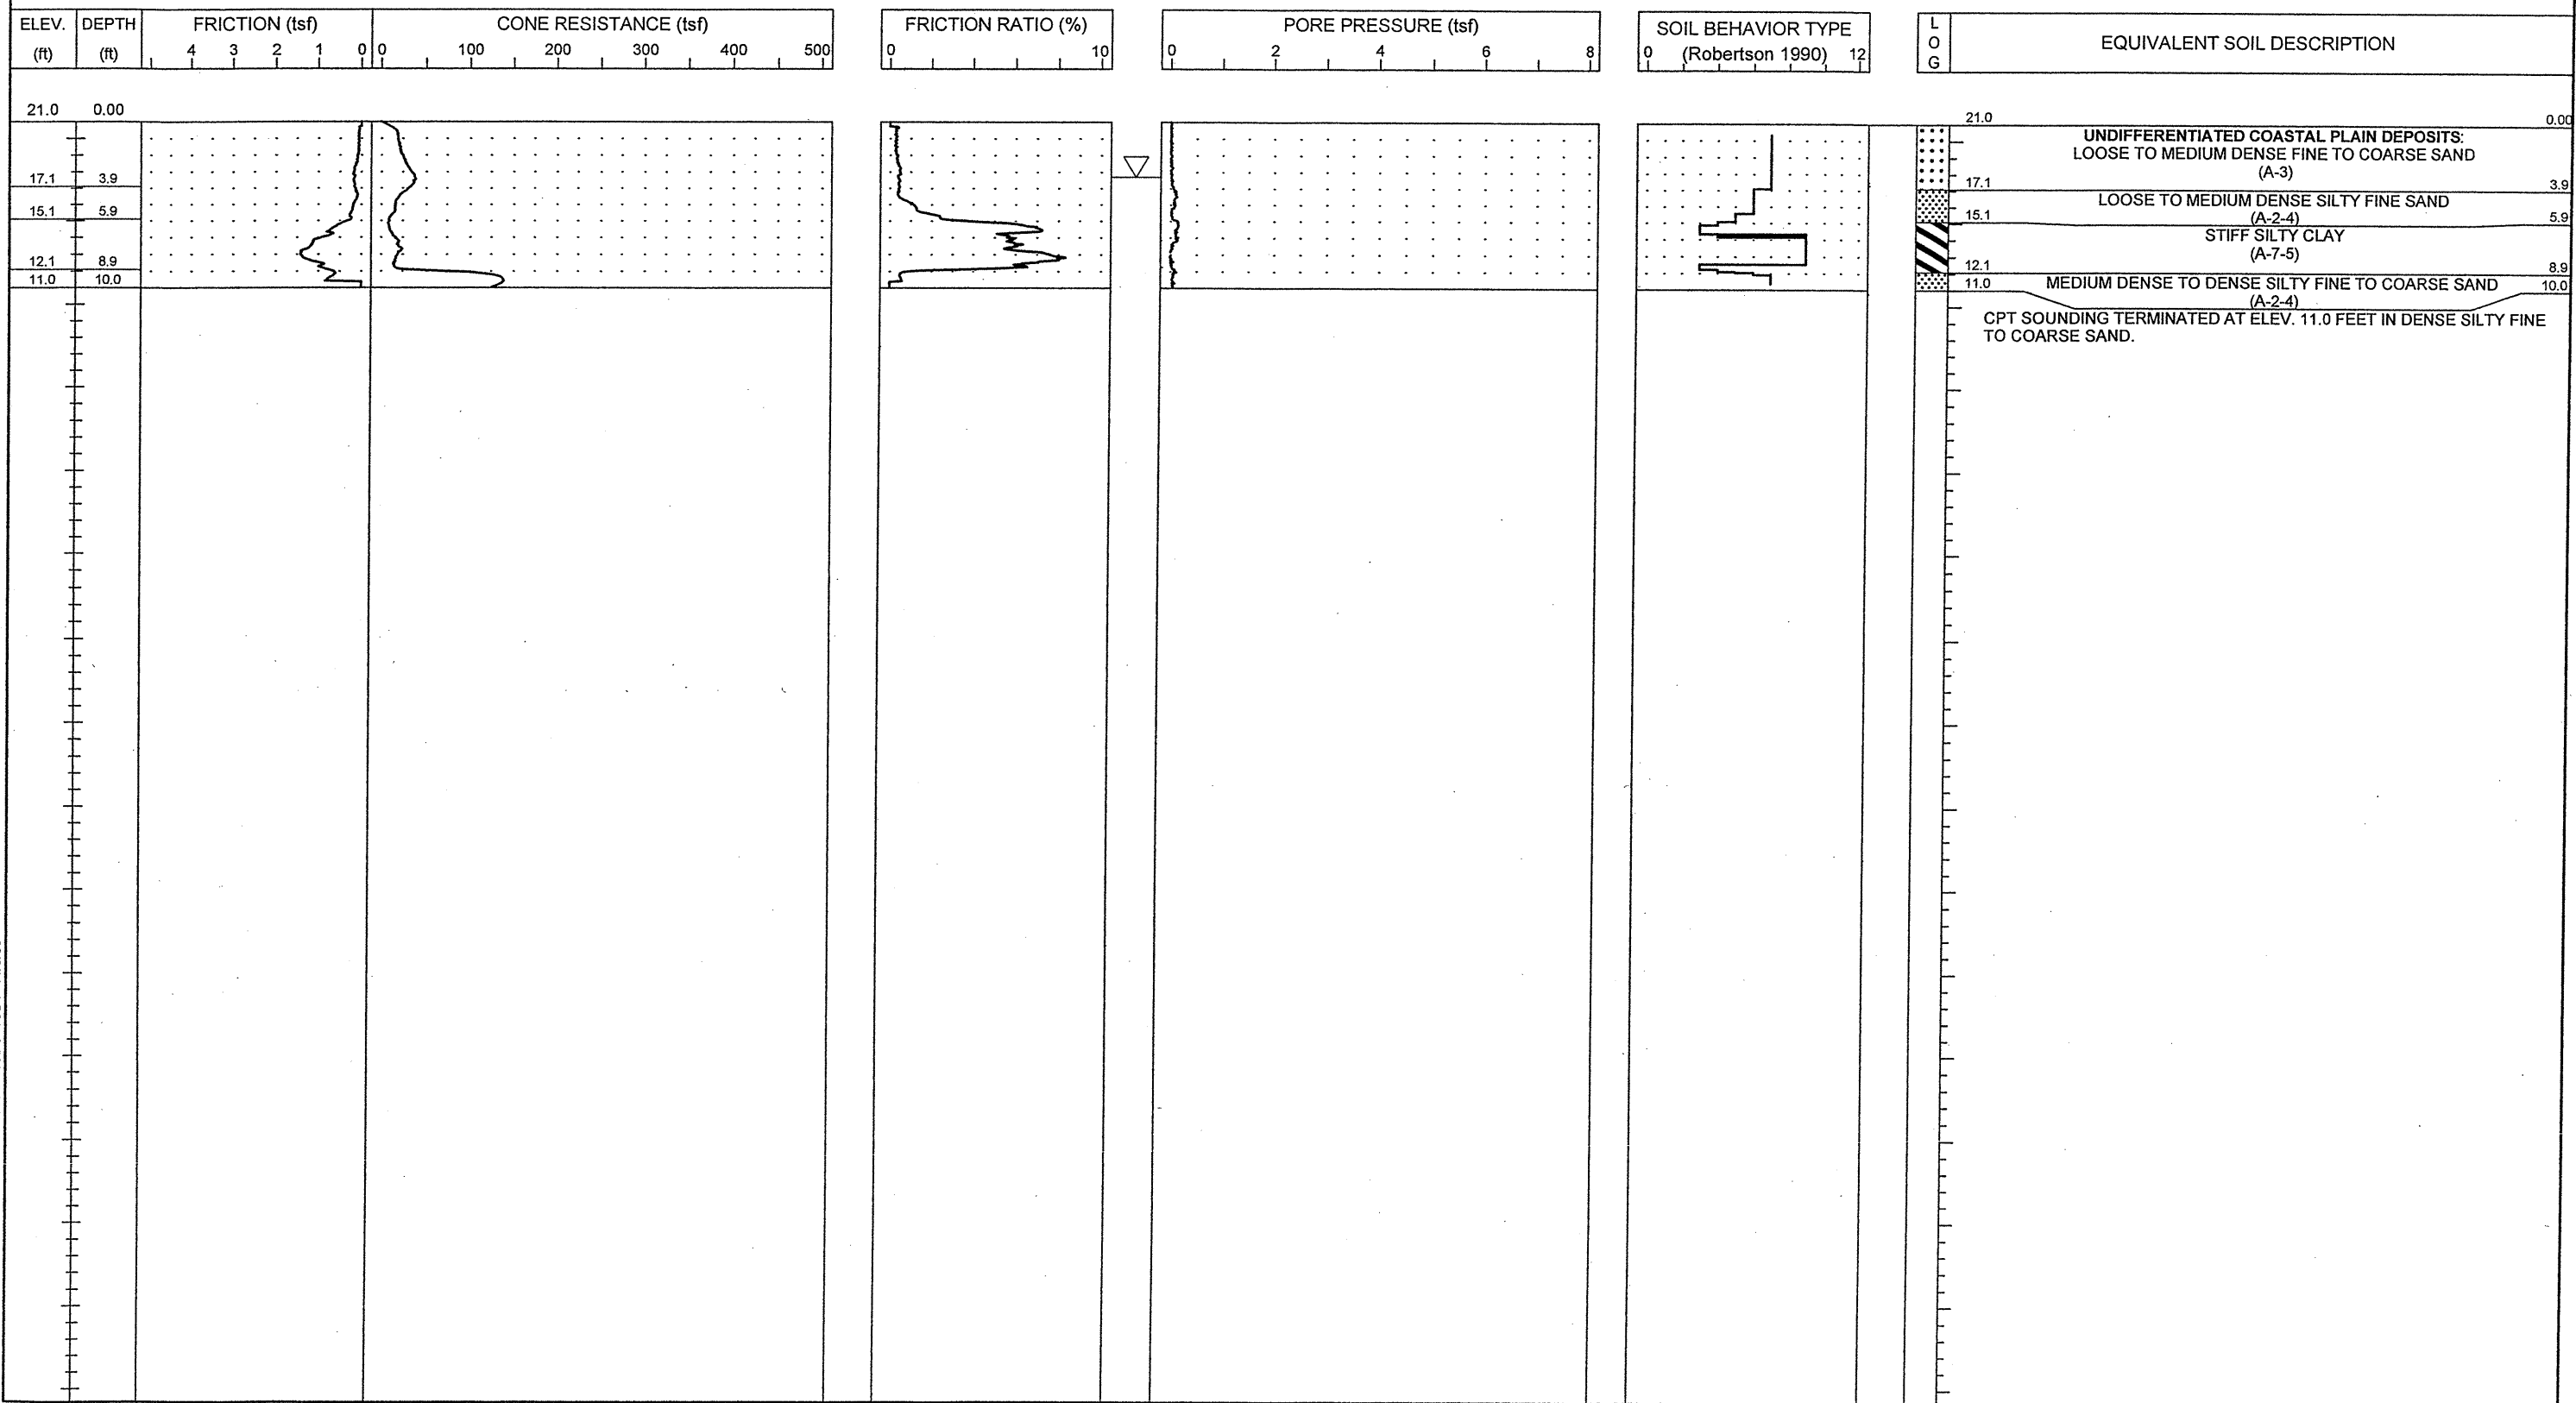 ELEV. DEPTH FRICTION (tsf) CONE RESISTANCE (tsf) FRICTION RATIO (%) PORE PRESSURE (tsf) SOIL BEHAVIOR TYPE L
(ft) (ft) 4 3 2 1 0 0 100 200 300 400 500 0 10 0 2 4 6 8 0 (Robertson 1990) 12 O EQUIVALENT SOIL DESCRIPTION
G
21.0 0.00 21.0 0.00
UNDIFFERENTIATED COASTAL PLAIN DEPOSITS:
LOOSE TO MEDIUM DENSE FINE TO COARSE SAND
(A-3)
17.1 3.9 17.1 3.9
LOOSE TO MEDIUM DENSE SILTY FINE SAND
(A-2-4)
15.1 5.9 15.1 5.9
STIFF SILTY CLAY
(A-7-5)
12.1 8.9 12.1 8.9
11.0 10.0 11.0 MEDIUM DENSE TO DENSE SILTY FINE TO COARSE SAND 10.0
(A-2-4)
CPT SOUNDING TERMINATED AT ELEV. 11.0 FEET IN DENSE SILTY FINE
TO COARSE SAND.